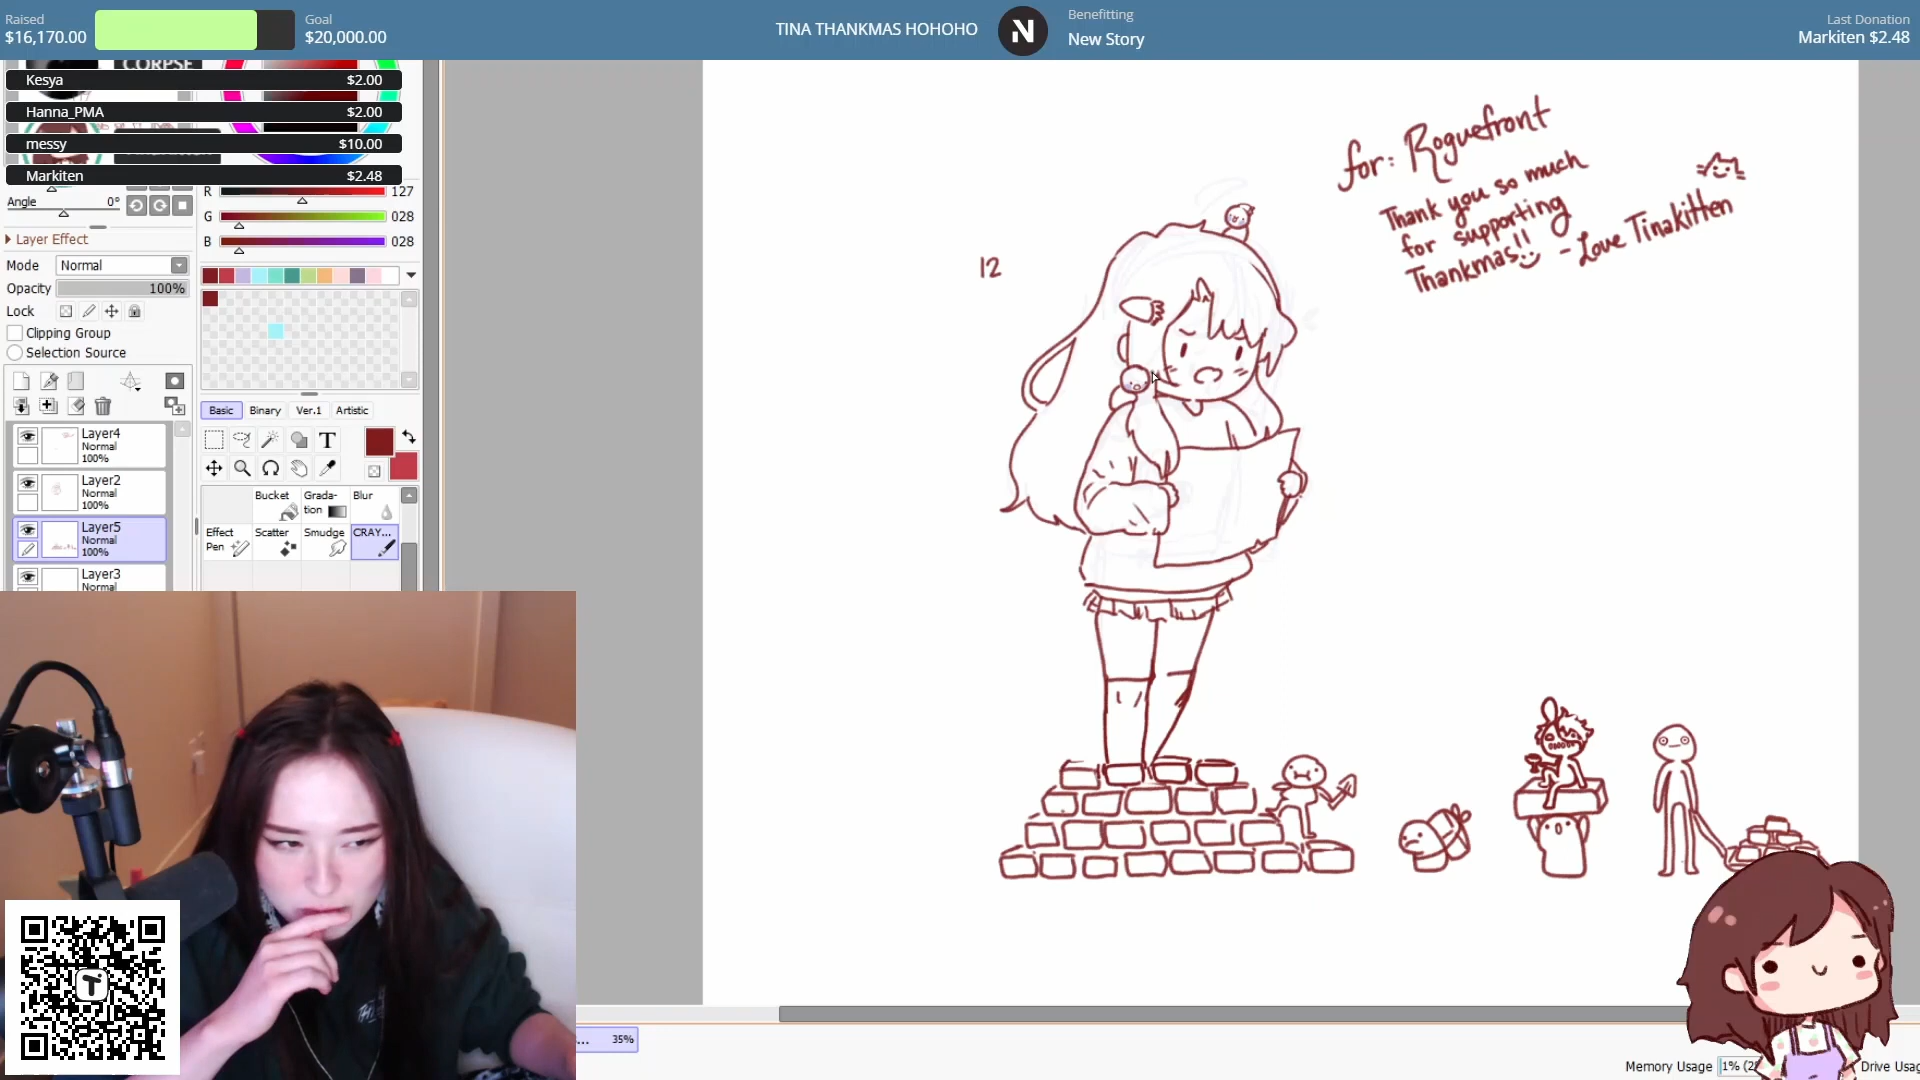 Raised
$16,170.00
Goal
$20,000.00
TINA THANKMAS HOHOHO
N
Benefitting
New Story
Last Donation
Markiten $2.48
CORPSE
Kesya $2.00
Hanna_PMA $2.00
messy $10.00
Markiten $2.48
R 127
G 028
B 028
Angle 0°
Layer Effect
Mode Normal
Opacity 100%
Lock
Clipping Group
Selection Source
Basic Binary Ver.1 Artistic
T
Layer4
Normal
100%
Layer2
Normal
100%
Layer5
Normal
100%
Layer3
Normal
Bucket Grada-
tion Blur
Effect
Pen Scatter Smudge CRAY...
for: Roguefront
Thank you so much
for supporting
Thankmas!!
- Love Tinakitten
12
... 35%
Memory Usage 1%
Drive Usag